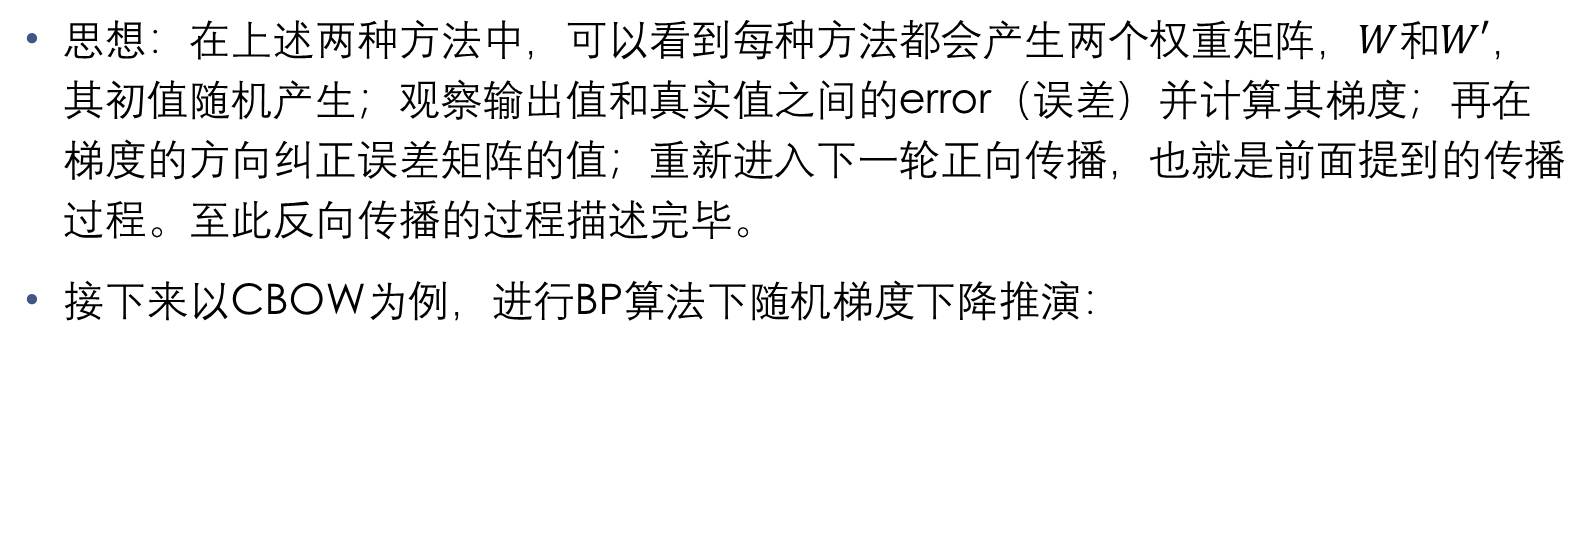 • 思想：在上述两种方法中，可以看到每种方法都会产生两个权重矩阵，W和W′，
其初值随机产生；观察输出值和真实值之间的error（误差）并计算其梯度；再在
梯度的方向纠正误差矩阵的值；重新进入下一轮正向传播，也就是前面提到的传播
过程。至此反向传播的过程描述完毕。
• 接下来以CBOW为例，进行BP算法下随机梯度下降推演：